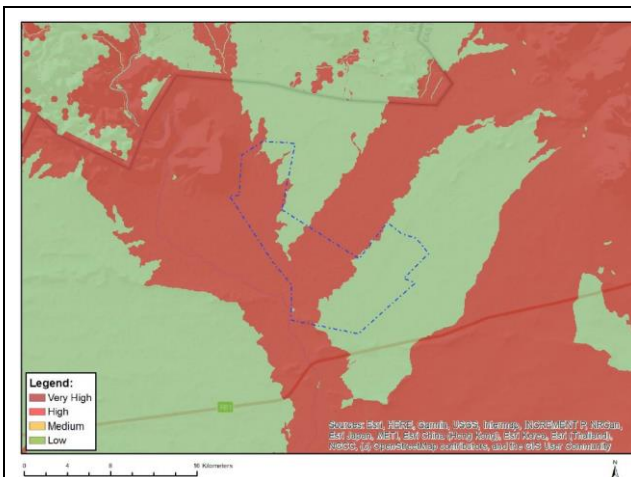 Legend:
Very High
High
Medium
Low
Sources: Esri, HERE, Garmin, USGS, Intermap, INCREMENT P, NRCan,
Esri Japan, METI, Esri China (Hong Kong), Esri Korea, Esri (Thailand),
NGCC, (c) OpenStreetMap contributors, and the GIS User Community
0
4
8
16 Kilometers
N